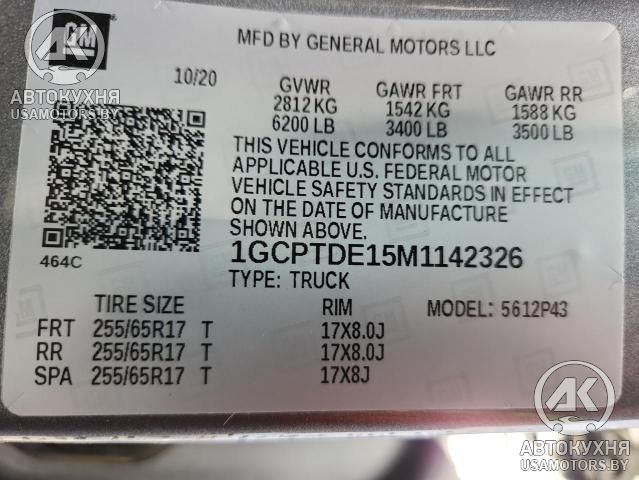 GM
MFD BY GENERAL MOTORS LLC
10/20
GVWR GAWR FRT GAWR RR
2812 KG 1542 KG 1588 KG
6200 LB 3400 LB 3500 LB
THIS VEHICLE CONFORMS TO ALL
APPLICABLE U.S. FEDERAL MOTOR
VEHICLE SAFETY STANDARDS IN EFFECT
ON THE DATE OF MANUFACTURE
SHOWN ABOVE.
464C
1GCPTDE15M1142326
TYPE: TRUCK
TIRE SIZE RIM MODEL: 5612P43
FRT 255/65R17 T 17X8.0J
RR 255/65R17 T 17X8.0J
SPA 255/65R17 T 17X8J
АК
АВТОКУХНЯ
USAMOTORS.BY
АК
АВТОКУХНЯ
USAMOTORS.BY